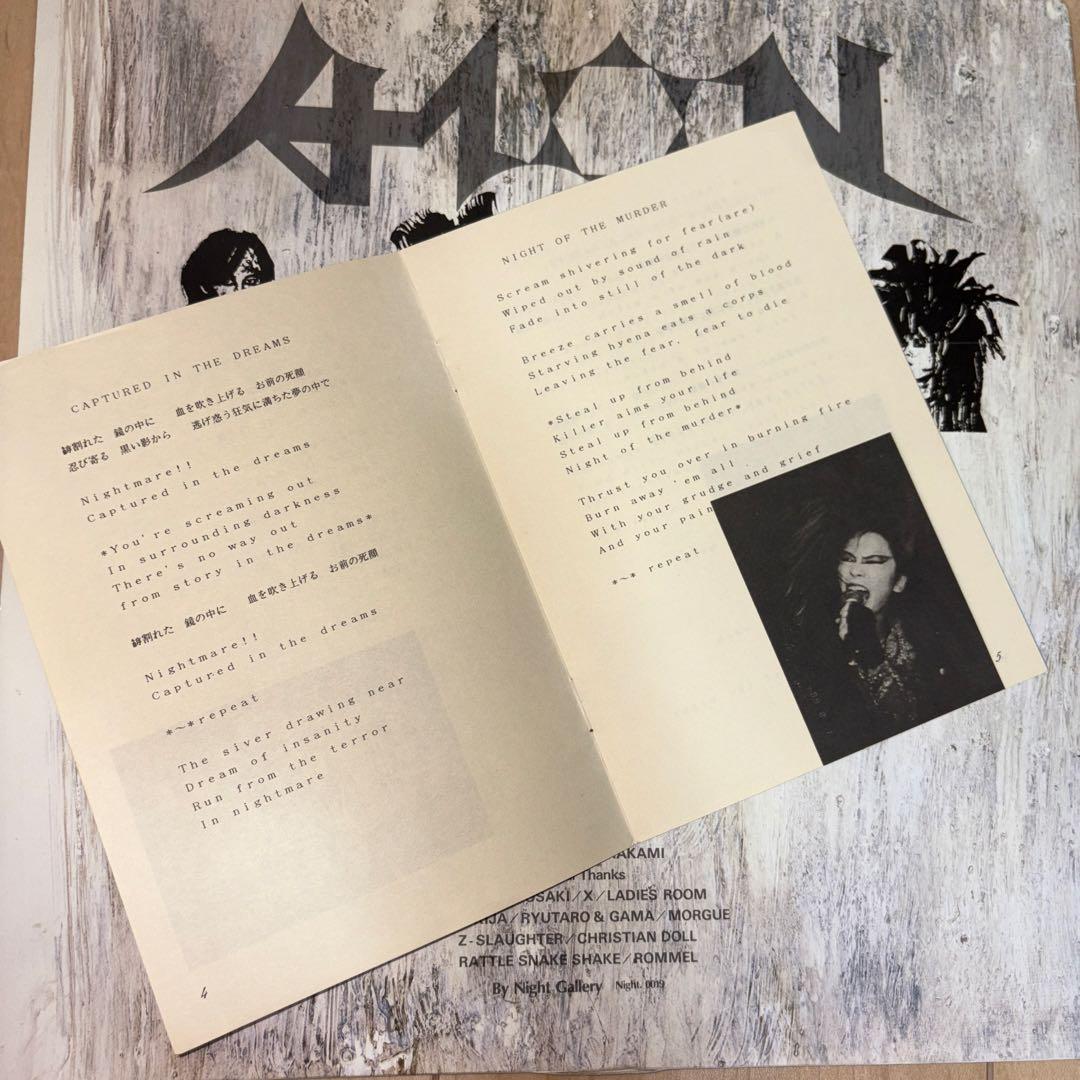 CAPTURED IN THE DREAMS
罅割れた 鏡の中に 血を吹き上げる お前の死顔
忍び寄る 黒い影から 逃げ惑う狂気に満ちた夢の中で
Nightmare!!
Captured in the dreams
*You're screaming out
In surrounding darkness
There's no way out
from story in the dreams*
罅割れた 鏡の中に 血を吹き上げる お前の死顔
Nightmare!!
Captured in the dreams
*~*repeat
The siver drawing near
Dream of insanity
Run from the terror
In nightmare
4
NIGHT OF THE MURDER
Scream shivering for fear(are)
Wiped out by sound of rain
Fade into still of the dark
Breeze carries a smell of blood
Starving hyena eats a corps
Leaving the fear, fear to die
*Steal up from behind
Killer aims your life
Steal up from behind
Night of the murder*
Thrust you over in burning fire
Burn away 'em all
With your grudge and grief
And your pain
*~* repeat
5
AKAMI
Thanks
OSAKI/X/LADIES ROOM
IJA/RYUTARO & GAMA/MORGUE
Z-SLAUGHTER/CHRISTIAN DOLL
RATTLE SNAKE SHAKE/ROMMEL
By Night Gallery Night. 0019